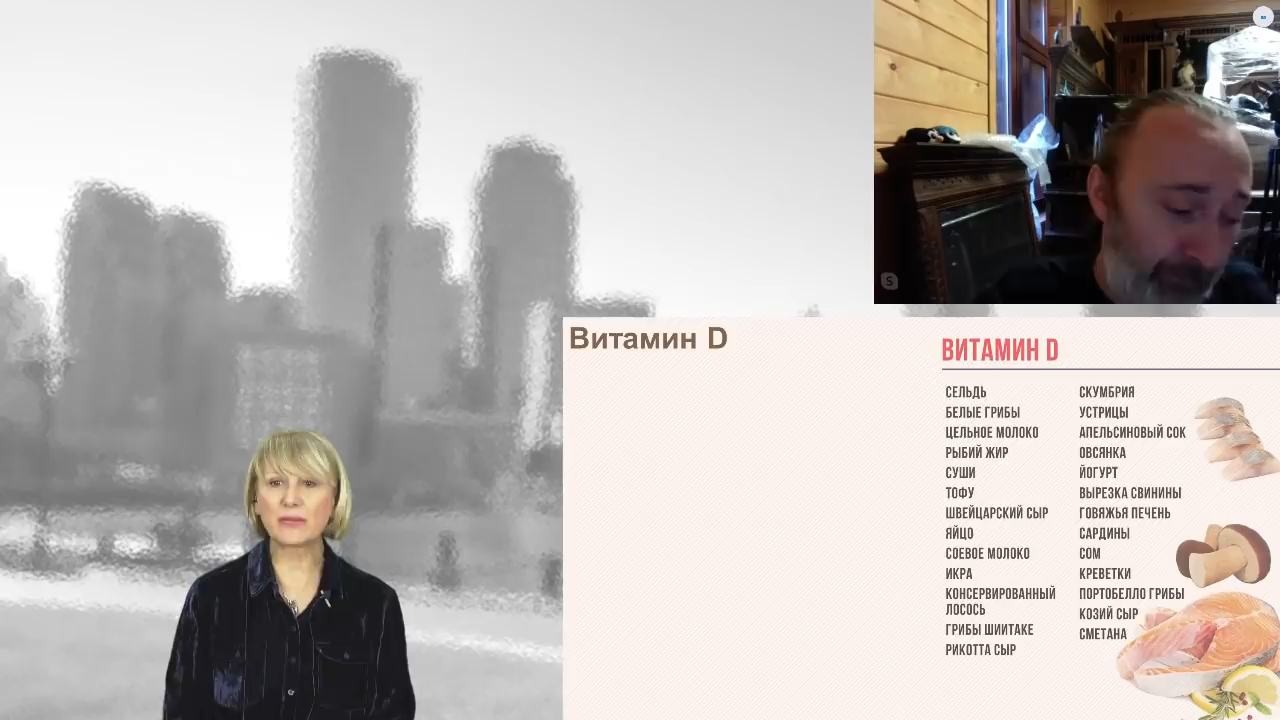 Витамин D
ВИТАМИН D
СЕЛЬДЬ
БЕЛЫЕ ГРИБЫ
ЦЕЛЬНОЕ МОЛОКО
РЫБИЙ ЖИР
СУШИ
ТОФУ
ШВЕЙЦАРСКИЙ СЫР
ЯЙЦО
СОЕВОЕ МОЛОКО
ИКРА
КОНСЕРВИРОВАННЫЙ
ЛОСОСЬ
ГРИБЫ ШИИТАКЕ
РИКОТТА СЫР
СКУМБРИЯ
УСТРИЦЫ
АПЕЛЬСИНОВЫЙ СОК
ОВСЯНКА
ЙОГУРТ
ВЫРЕЗКА СВИНИНЫ
ГОВЯЖЬЯ ПЕЧЕНЬ
САРДИНЫ
СОМ
КРЕВЕТКИ
ПОРТОБЕЛЛО ГРИБЫ
КОЗИЙ СЫР
СМЕТАНА